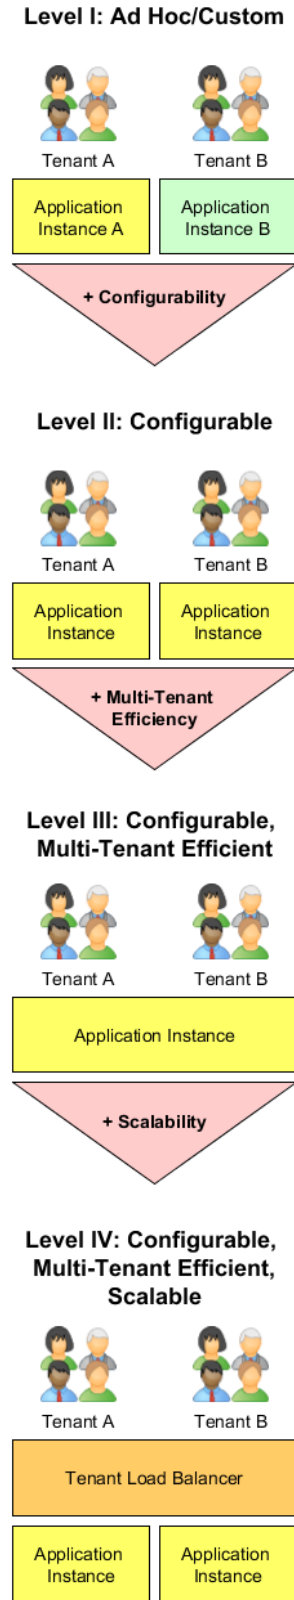 Level I: Ad Hoc/Custom
Tenant A Tenant B
Application Application
Instance A Instance B
+ Configurability
Level II: Configurable
Tenant A Tenant B
Application Application
Instance Instance
+ Multi-Tenant
Efficiency
Level III: Configurable,
Multi-Tenant Efficient
Tenant A Tenant B
Application Instance
+ Scalability
Level IV: Configurable,
Multi-Tenant Efficient,
Scalable
Tenant A Tenant B
Tenant Load Balancer
Application Application
Instance Instance